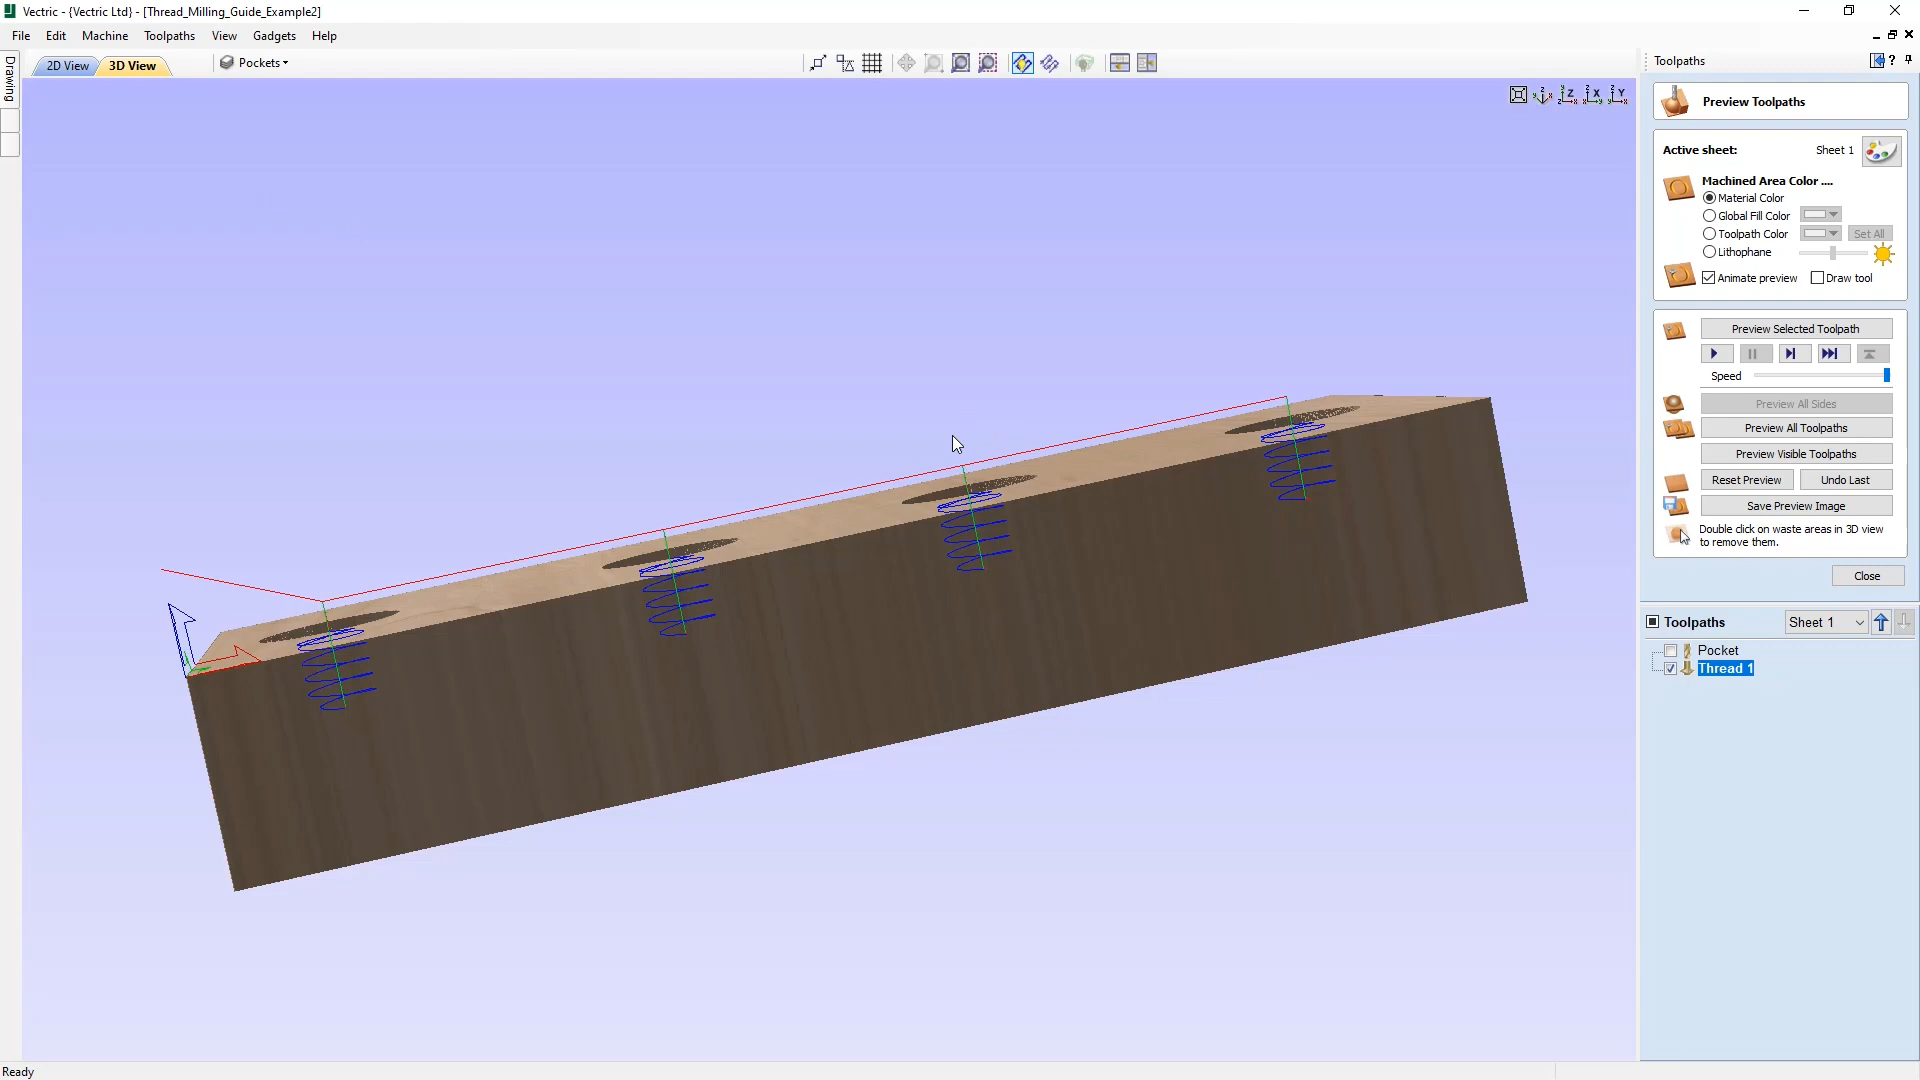 Vectric - {Vectric Ltd} - [Thread_Milling_Guide_Example2]
File Edit Machine Toolpaths View Gadgets Help
Drawing
2D View 3D View Pockets
Z X Y
Toolpaths
Preview Toolpaths
Active sheet: Sheet 1
Machined Area Color ....
Material Color
Global Fill Color
Toolpath Color Set All
Lithophane
Animate preview Draw tool
Preview Selected Toolpath
Speed
Preview All Sides
Preview All Toolpaths
Preview Visible Toolpaths
Reset Preview Undo Last
Save Preview Image
Double click on waste areas in 3D view
to remove them.
Close
Toolpaths Sheet 1
Pocket
Thread 1
Ready